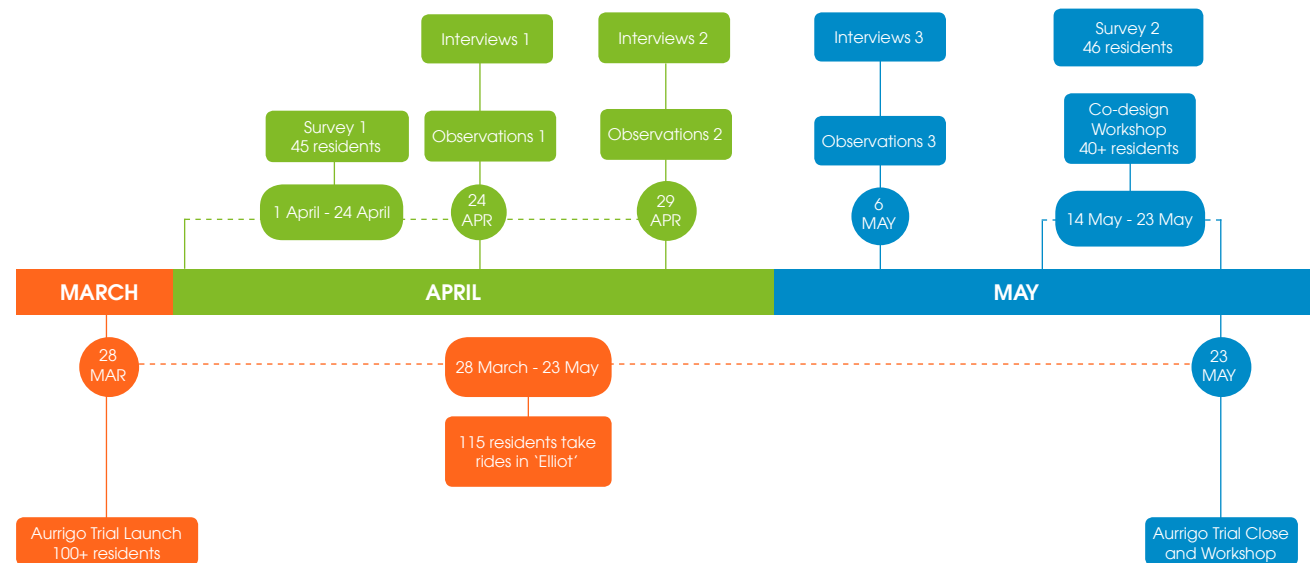 Interviews 1
Interviews 2
Interviews 3
Survey 2
46 residents
Survey 1
45 residents
Observations 1
Observations 2
Observations 3
Co-design
Workshop
40+ residents
1 April - 24 April
24
APR
29
APR
6
MAY
14 May - 23 May
MARCH
APRIL
MAY
28
MAR
28 March - 23 May
23
MAY
115 residents take
rides in ‘Elliot’
Aurrigo Trial Launch
100+ residents
Aurrigo Trial Close
and Workshop